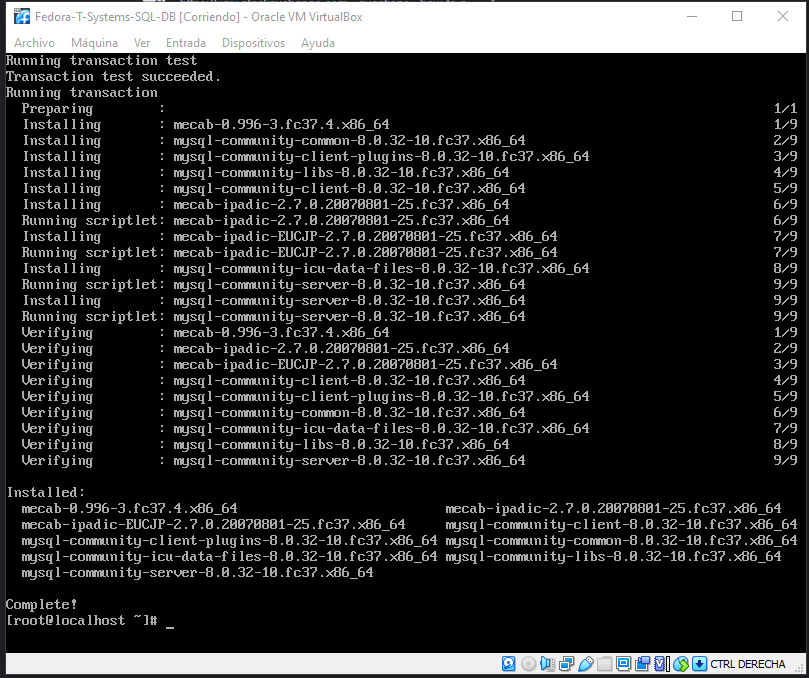 Fedora-T-Systems-SQL-DB [Corriendo] - Oracle VM VirtualBox
Archivo Máquina Ver Entrada Dispositivos Ayuda
Running transaction test
Transaction test succeeded.
Running transaction
Preparing : 1/1
Installing : mecab-0.996-3.fc37.4.x86_64 1/9
Installing : mysql-community-common-8.0.32-10.fc37.x86_64 2/9
Installing : mysql-community-client-plugins-8.0.32-10.fc37.x86_64 3/9
Installing : mysql-community-libs-8.0.32-10.fc37.x86_64 4/9
Installing : mysql-community-client-8.0.32-10.fc37.x86_64 5/9
Installing : mecab-ipadic-2.7.0.20070801-25.fc37.x86_64 6/9
Running scriptlet: mecab-ipadic-2.7.0.20070801-25.fc37.x86_64 6/9
Installing : mecab-ipadic-EUCJP-2.7.0.20070801-25.fc37.x86_64 7/9
Running scriptlet: mecab-ipadic-EUCJP-2.7.0.20070801-25.fc37.x86_64 7/9
Installing : mysql-community-icu-data-files-8.0.32-10.fc37.x86_64 8/9
Running scriptlet: mysql-community-server-8.0.32-10.fc37.x86_64 9/9
Installing : mysql-community-server-8.0.32-10.fc37.x86_64 9/9
Running scriptlet: mysql-community-server-8.0.32-10.fc37.x86_64 9/9
Verifying : mecab-0.996-3.fc37.4.x86_64 1/9
Verifying : mecab-ipadic-2.7.0.20070801-25.fc37.x86_64 2/9
Verifying : mecab-ipadic-EUCJP-2.7.0.20070801-25.fc37.x86_64 3/9
Verifying : mysql-community-client-8.0.32-10.fc37.x86_64 4/9
Verifying : mysql-community-client-plugins-8.0.32-10.fc37.x86_64 5/9
Verifying : mysql-community-common-8.0.32-10.fc37.x86_64 6/9
Verifying : mysql-community-icu-data-files-8.0.32-10.fc37.x86_64 7/9
Verifying : mysql-community-libs-8.0.32-10.fc37.x86_64 8/9
Verifying : mysql-community-server-8.0.32-10.fc37.x86_64 9/9
Installed:
mecab-0.996-3.fc37.4.x86_64 mecab-ipadic-2.7.0.20070801-25.fc37.x86_64
mecab-ipadic-EUCJP-2.7.0.20070801-25.fc37.x86_64 mysql-community-client-8.0.32-10.fc37.x86_64
mysql-community-client-plugins-8.0.32-10.fc37.x86_64 mysql-community-common-8.0.32-10.fc37.x86_64
mysql-community-icu-data-files-8.0.32-10.fc37.x86_64 mysql-community-libs-8.0.32-10.fc37.x86_64
mysql-community-server-8.0.32-10.fc37.x86_64
Complete!
[root@localhost ~]# _
CTRL DERECHA